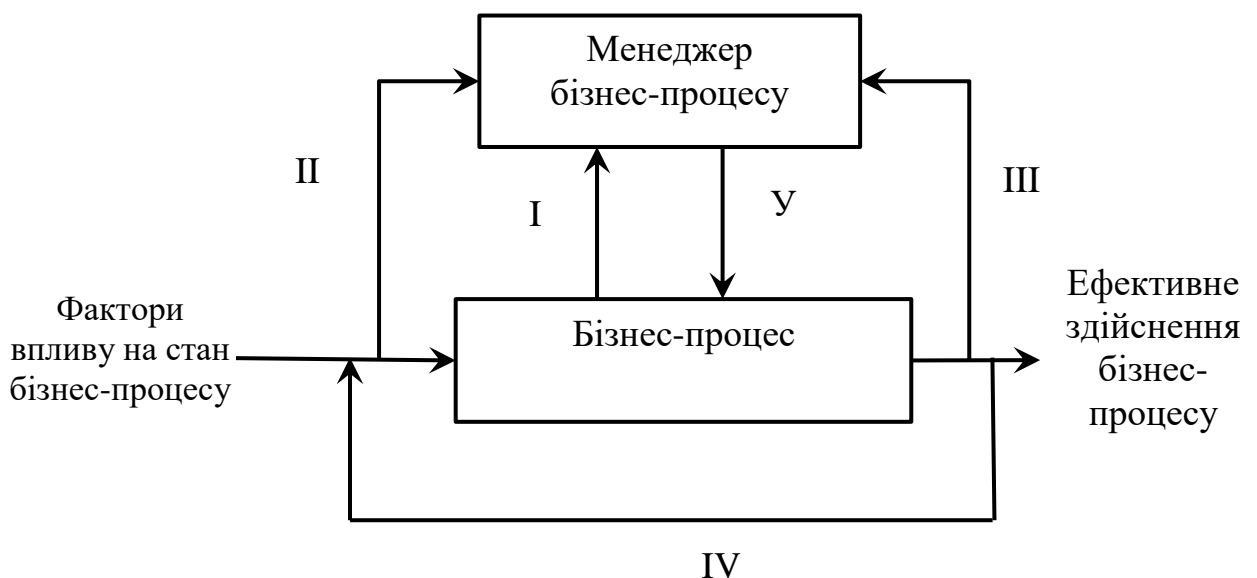 Менеджер
бізнес-процесу
II
I
У
III
Фактори
впливу на стан
бізнес-процесу
Бізнес-процес
Ефективне
здійснення
бізнес-
процесу
IV